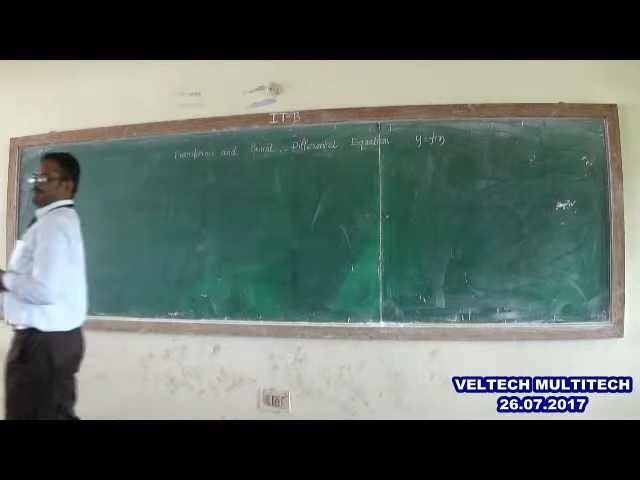 IT-B
Transforms and Partial Differential Equation
y = f(x)
VELTECH MULTITECH
26.07.2017